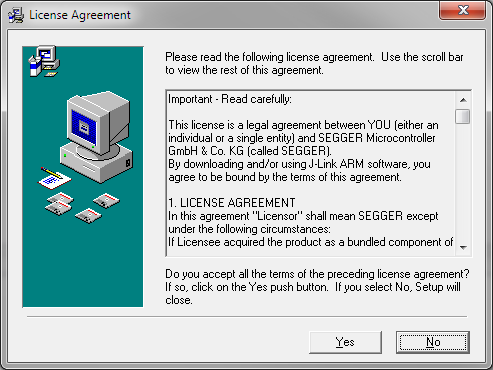 License Agreement
Please read the following license agreement.  Use the scroll bar
to view the rest of this agreement.
Important - Read carefully:
This license is a legal agreement between YOU (either an
individual or a single entity) and SEGGER Microcontroller
GmbH & Co. KG (called SEGGER).
By downloading and/or using J-Link ARM software, you
agree to be bound by the terms of this agreement.
1. LICENSE AGREEMENT
In this agreement "Licensor" shall mean SEGGER except
under the following circumstances:
If Licensee acquired the product as a bundled component of
Do you accept all the terms of the preceding license agreement?
If so, click on the Yes push button.  If you select No, Setup will
close.
Yes
No